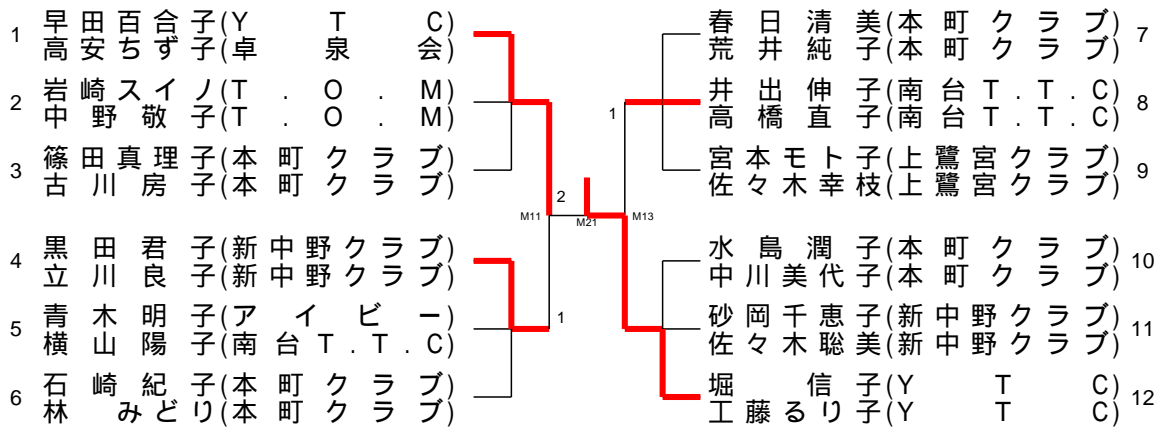 1 早田百合子(YTC)
高安ちず子(卓泉会)
2 岩崎スイノ(T.O.M)
中野敬子(T.O.M)
3 篠田真理子(本町クラブ)
古川房子(本町クラブ)
4 黒田君子(新中野クラブ)
立川良子(新中野クラブ)
5 青木明子(アイビー)
横山陽子(南台T.T.C)
6 石崎紀子(本町クラブ)
林みどり(本町クラブ)
2
M11
1
M21
1
M13
春日清美(本町クラブ) 7
荒井純子(本町クラブ)
井出伸子(南台T.T.C) 8
高橋直子(南台T.T.C)
宮本モト子(上鷺宮クラブ) 9
佐々木幸枝(上鷺宮クラブ)
水島潤子(本町クラブ) 10
中川美代子(本町クラブ)
砂岡千恵子(新中野クラブ) 11
佐々木聡美(新中野クラブ)
堀信子(YTC) 12
工藤るり子(YTC)